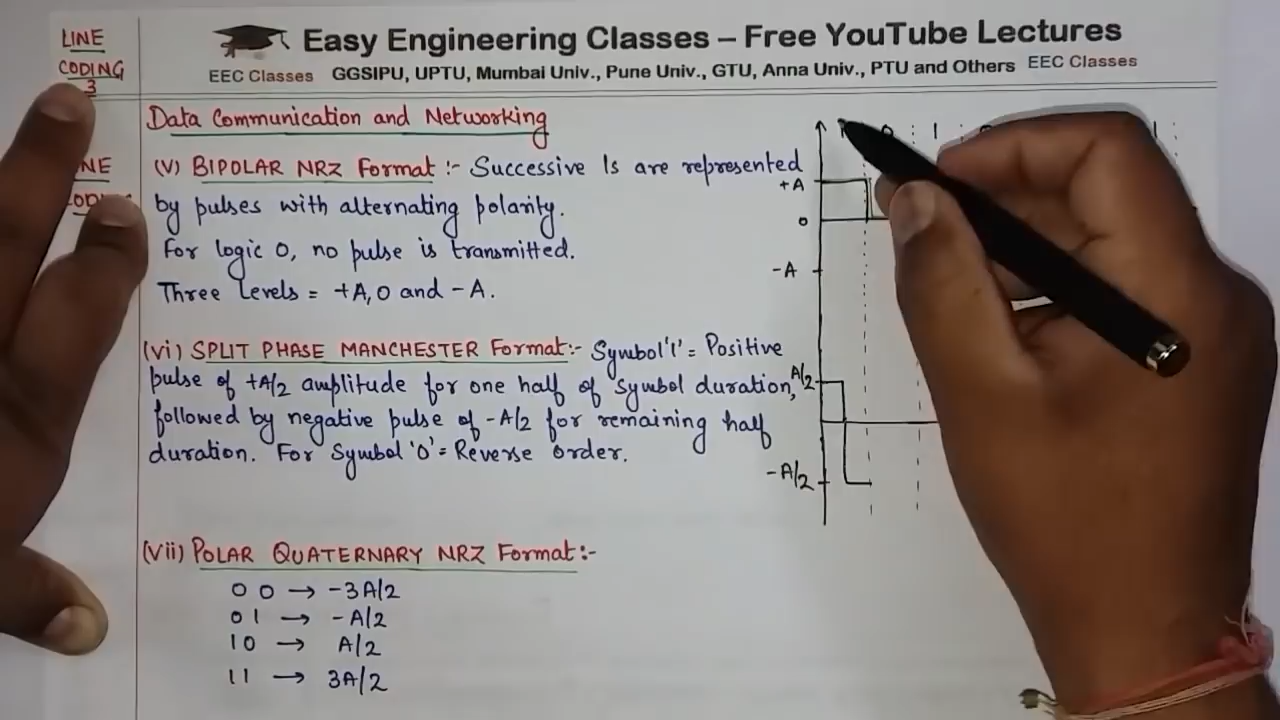 LINE
CODING
3
Easy Engineering Classes – Free YouTube Lectures
EEC Classes GGSIPU, UPTU, Mumbai Univ., Pune Univ., GTU, Anna Univ., PTU and Others EEC Classes
Data Communication and Networking
(v) BIPOLAR NRZ Format :- Successive 1s are represented
by pulses with alternating polarity.
For logic 0, no pulse is transmitted.
Three Levels = +A, 0 and -A.
(vi) SPLIT PHASE MANCHESTER Format:- Symbol '1' = Positive
pulse of +A/2 amplitude for one half of symbol duration,
followed by negative pulse of -A/2 for remaining half
duration. For Symbol '0' = Reverse order.
(vii) POLAR QUATERNARY NRZ Format:-
0 0 → -3A/2
0 1 → -A/2
1 0 → A/2
1 1 → 3A/2
1
1
+A
0
-A
A/2
-A/2